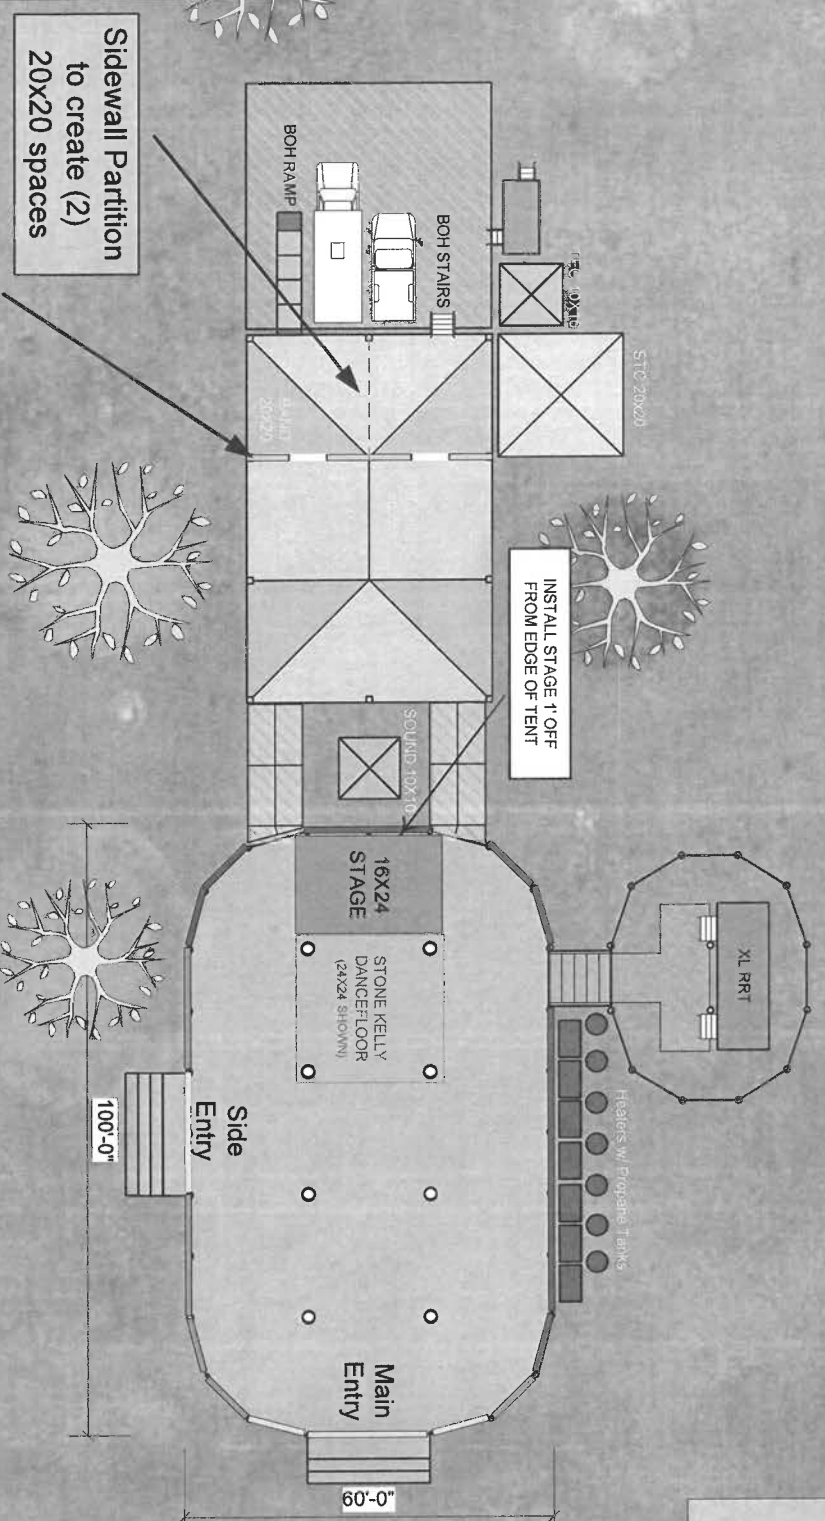 Sidewall Partition
to create (2)
20x20 spaces
BOH RAMP
BOH STAIRS
10X10
STC 20x20
20x20
INSTALL STAGE 1' OFF
FROM EDGE OF TENT
SOUND 10X10
16X24
STAGE
STONE KELLY
DANCEFLOOR
(24X24 SHOWN)
XL RRT
Heaters w/ Propane Tanks
Side
Entry
100'-0"
Main
Entry
60'-0"